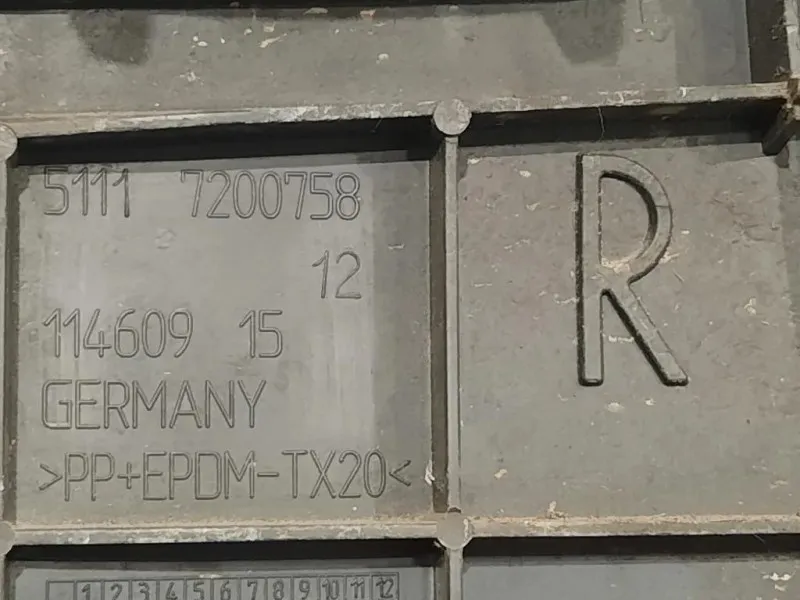 5111 7200758
12
R
114609 15
GERMANY
>PP+EPDM-TX20<
1 2 3 4 5 6 7 8 9 10 11 12